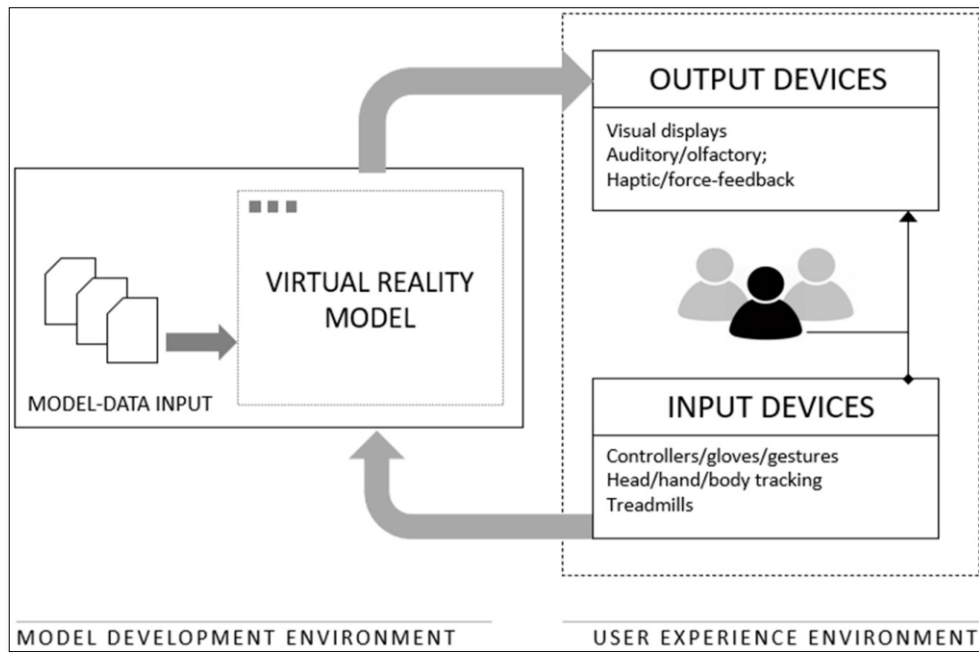 OUTPUT DEVICES
Visual displays
Auditory/olfactory;
Haptic/force-feedback
VIRTUAL REALITY
MODEL
MODEL-DATA INPUT
INPUT DEVICES
Controllers/gloves/gestures
Head/hand/body tracking
Treadmills
MODEL DEVELOPMENT ENVIRONMENT
USER EXPERIENCE ENVIRONMENT